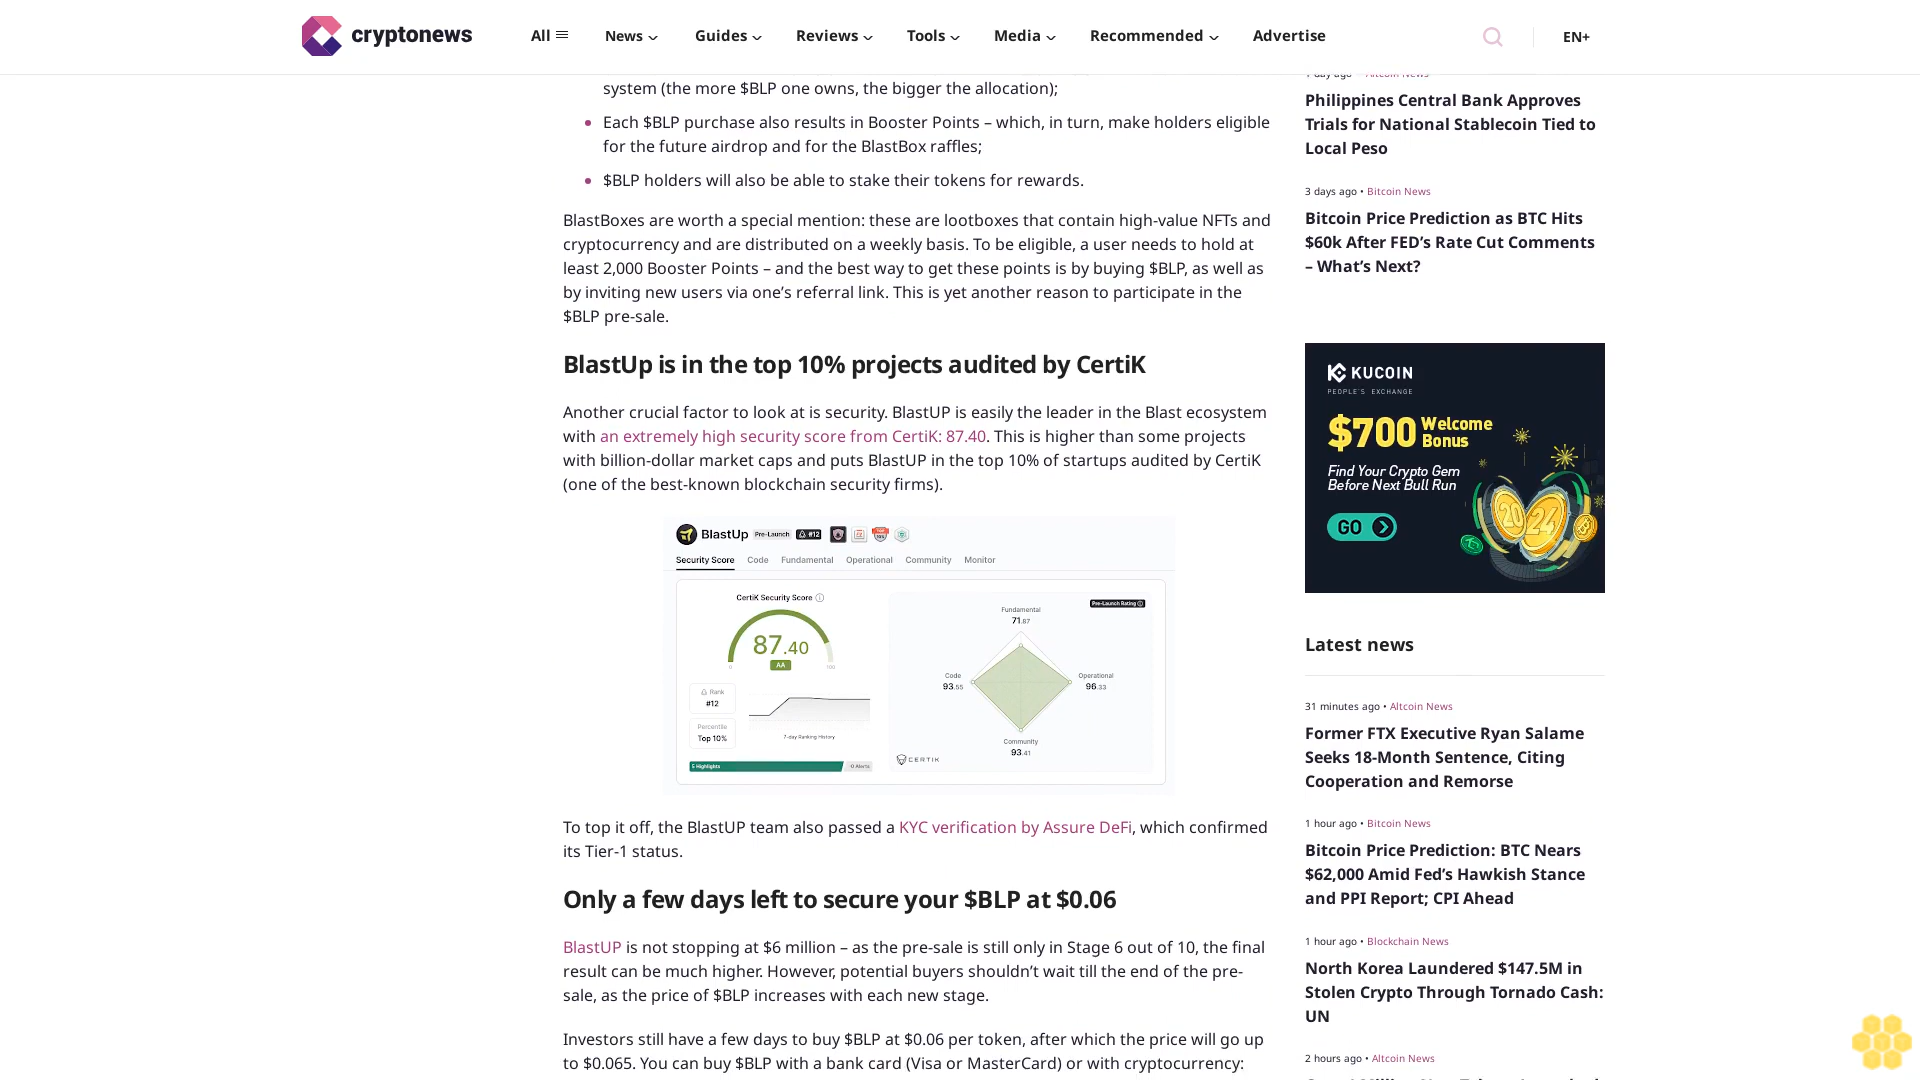 cryptonews
All
News
Guides
Reviews
Tools
Media
Recommended
Advertise
EN+
system (the more $BLP one owns, the bigger the allocation);
Each $BLP purchase also results in Booster Points – which, in turn, make holders eligible
for the future airdrop and for the BlastBox raffles;
$BLP holders will also be able to stake their tokens for rewards.
BlastBoxes are worth a special mention: these are lootboxes that contain high-value NFTs and
cryptocurrency and are distributed on a weekly basis. To be eligible, a user needs to hold at
least 2,000 Booster Points – and the best way to get these points is by buying $BLP, as well as
by inviting new users via one’s referral link. This is yet another reason to participate in the
$BLP pre-sale.
BlastUp is in the top 10% projects audited by CertiK
Another crucial factor to look at is security. BlastUP is easily the leader in the Blast ecosystem
with an extremely high security score from CertiK: 87.40. This is higher than some projects
with billion-dollar market caps and puts BlastUP in the top 10% of startups audited by CertiK
(one of the best-known blockchain security firms).
BlastUp Pre-Launch #12
Security Score Code Fundamental Operational Community Monitor
CertiK Security Score
87.40
AA
0 100
Rank
#12
Percentile
Top 10%
7-day Ranking History
5 Highlights
0 Alerts
Pre-Launch Rating
Fundamental
71.87
Code
93.55
Operational
96.33
Community
93.41
CERTIK
To top it off, the BlastUP team also passed a KYC verification by Assure DeFi, which confirmed
its Tier-1 status.
Only a few days left to secure your $BLP at $0.06
BlastUP is not stopping at $6 million – as the pre-sale is still only in Stage 6 out of 10, the final
result can be much higher. However, potential buyers shouldn’t wait till the end of the pre-
sale, as the price of $BLP increases with each new stage.
Investors still have a few days to buy $BLP at $0.06 per token, after which the price will go up
to $0.065. You can buy $BLP with a bank card (Visa or MasterCard) or with cryptocurrency:
1 day ago • Altcoin News
Philippines Central Bank Approves
Trials for National Stablecoin Tied to
Local Peso
3 days ago • Bitcoin News
Bitcoin Price Prediction as BTC Hits
$60k After FED’s Rate Cut Comments
– What’s Next?
KUCOIN
PEOPLE'S EXCHANGE
$700 Welcome
Bonus
Find Your Crypto Gem
Before Next Bull Run
GO
20 24
Latest news
31 minutes ago • Altcoin News
Former FTX Executive Ryan Salame
Seeks 18-Month Sentence, Citing
Cooperation and Remorse
1 hour ago • Bitcoin News
Bitcoin Price Prediction: BTC Nears
$62,000 Amid Fed’s Hawkish Stance
and PPI Report; CPI Ahead
1 hour ago • Blockchain News
North Korea Laundered $147.5M in
Stolen Crypto Through Tornado Cash:
UN
2 hours ago • Altcoin News